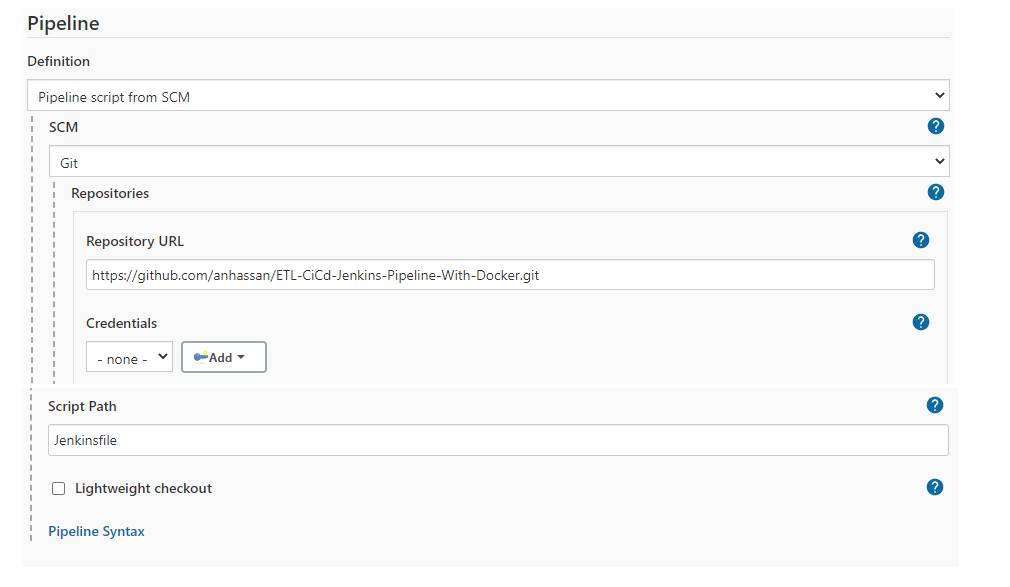 Pipeline
Definition
Pipeline script from SCM
SCM
?
Git
Repositories
?
Repository URL
?
https://github.com/anhassan/ETL-CiCd-Jenkins-Pipeline-With-Docker.git
Credentials
?
- none -
Add
Script Path
?
Jenkinsfile
Lightweight checkout
?
Pipeline Syntax